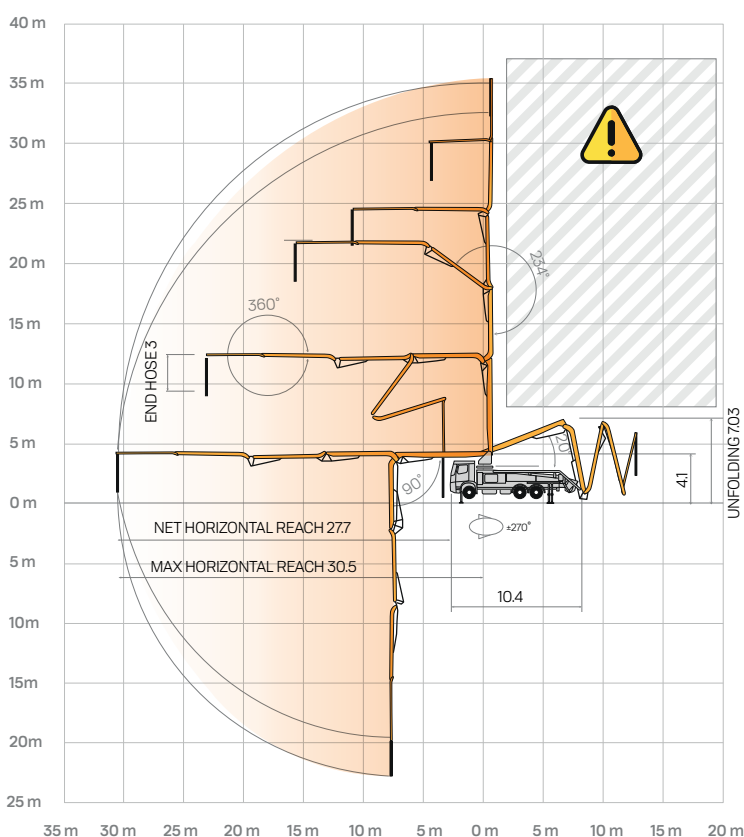 40 m
35 m
30 m
25 m
20 m
15 m
10 m
5 m
0 m
5 m
10 m
15 m
20 m
25 m
234°
360°
END HOSE 3
90°
UNFOLDING 7.03
4.1
NET HORIZONTAL REACH 27.7
±270°
MAX HORIZONTAL REACH 30.5
10.4
35 m 30 m 25 m 20 m 15 m 10 m 5 m 0 m 5 m 10 m 15 m 20 m